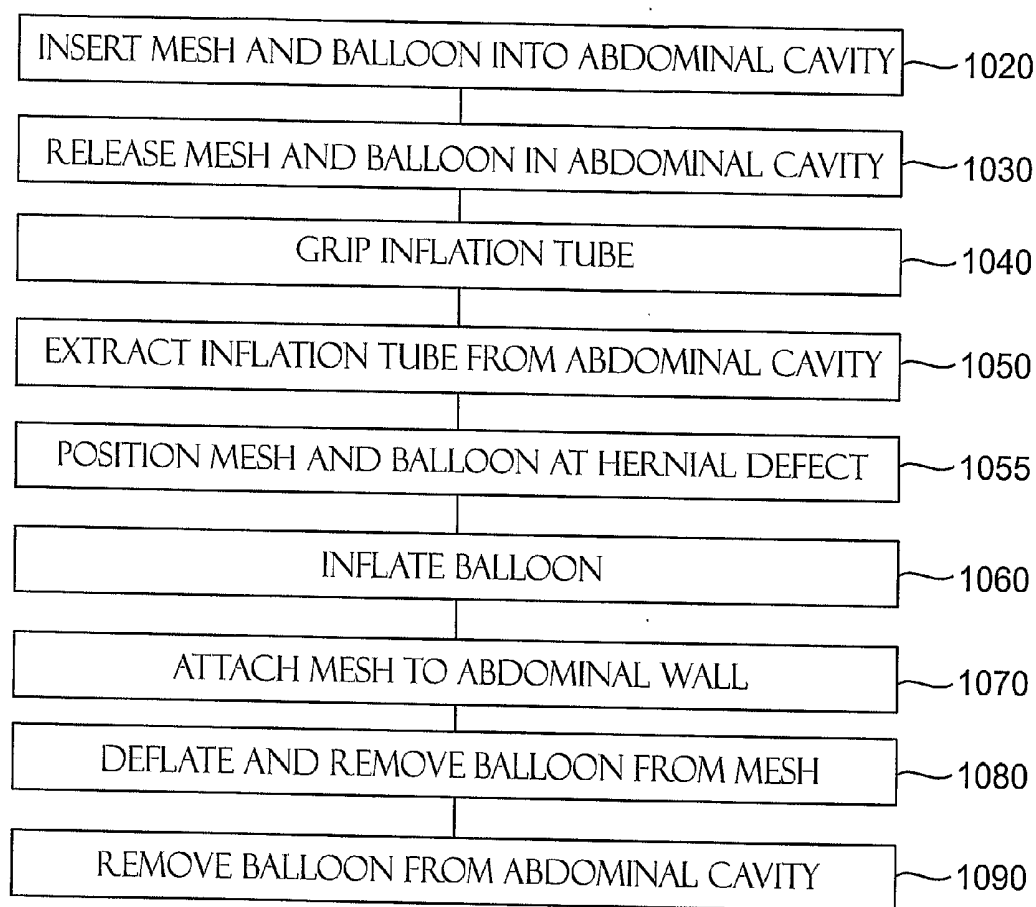 INSERT MESH AND BALLOON INTO ABDOMINAL CAVITY 1020
RELEASE MESH AND BALLOON IN ABDOMINAL CAVITY 1030
GRIP INFLATION TUBE 1040
EXTRACT INFLATION TUBE FROM ABDOMINAL CAVITY 1050
POSITION MESH AND BALLOON AT HERNIAL DEFECT 1055
INFLATE BALLOON 1060
ATTACH MESH TO ABDOMINAL WALL 1070
DEFLATE AND REMOVE BALLOON FROM MESH 1080
REMOVE BALLOON FROM ABDOMINAL CAVITY 1090